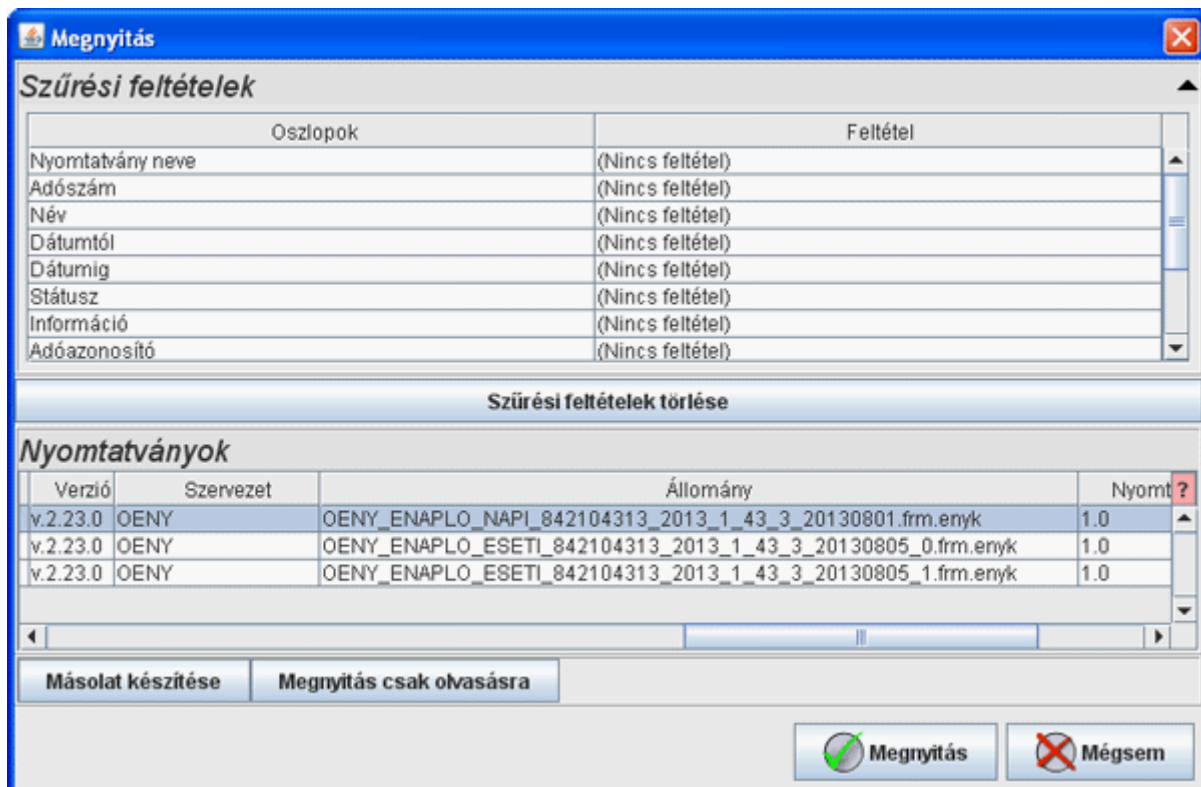 Megnyitás
Szűrési feltételek
Oszlopok Feltétel
Nyomtatvány neve (Nincs feltétel)
Adószám (Nincs feltétel)
Név (Nincs feltétel)
Dátumtól (Nincs feltétel)
Dátumig (Nincs feltétel)
Státusz (Nincs feltétel)
Információ (Nincs feltétel)
Adóazonosító (Nincs feltétel)
Szűrési feltételek törlése
Nyomtatványok
Verzió Szervezet Állomány Nyomt ?
v.2.23.0 OENY OENY_ENAPLO_NAPI_842104313_2013_1_43_3_20130801.frm.enyk 1.0
v.2.23.0 OENY OENY_ENAPLO_ESETI_842104313_2013_1_43_3_20130805_0.frm.enyk 1.0
v.2.23.0 OENY OENY_ENAPLO_ESETI_842104313_2013_1_43_3_20130805_1.frm.enyk 1.0
Másolat készítése Megnyitás csak olvasásra
Megnyitás Mégsem